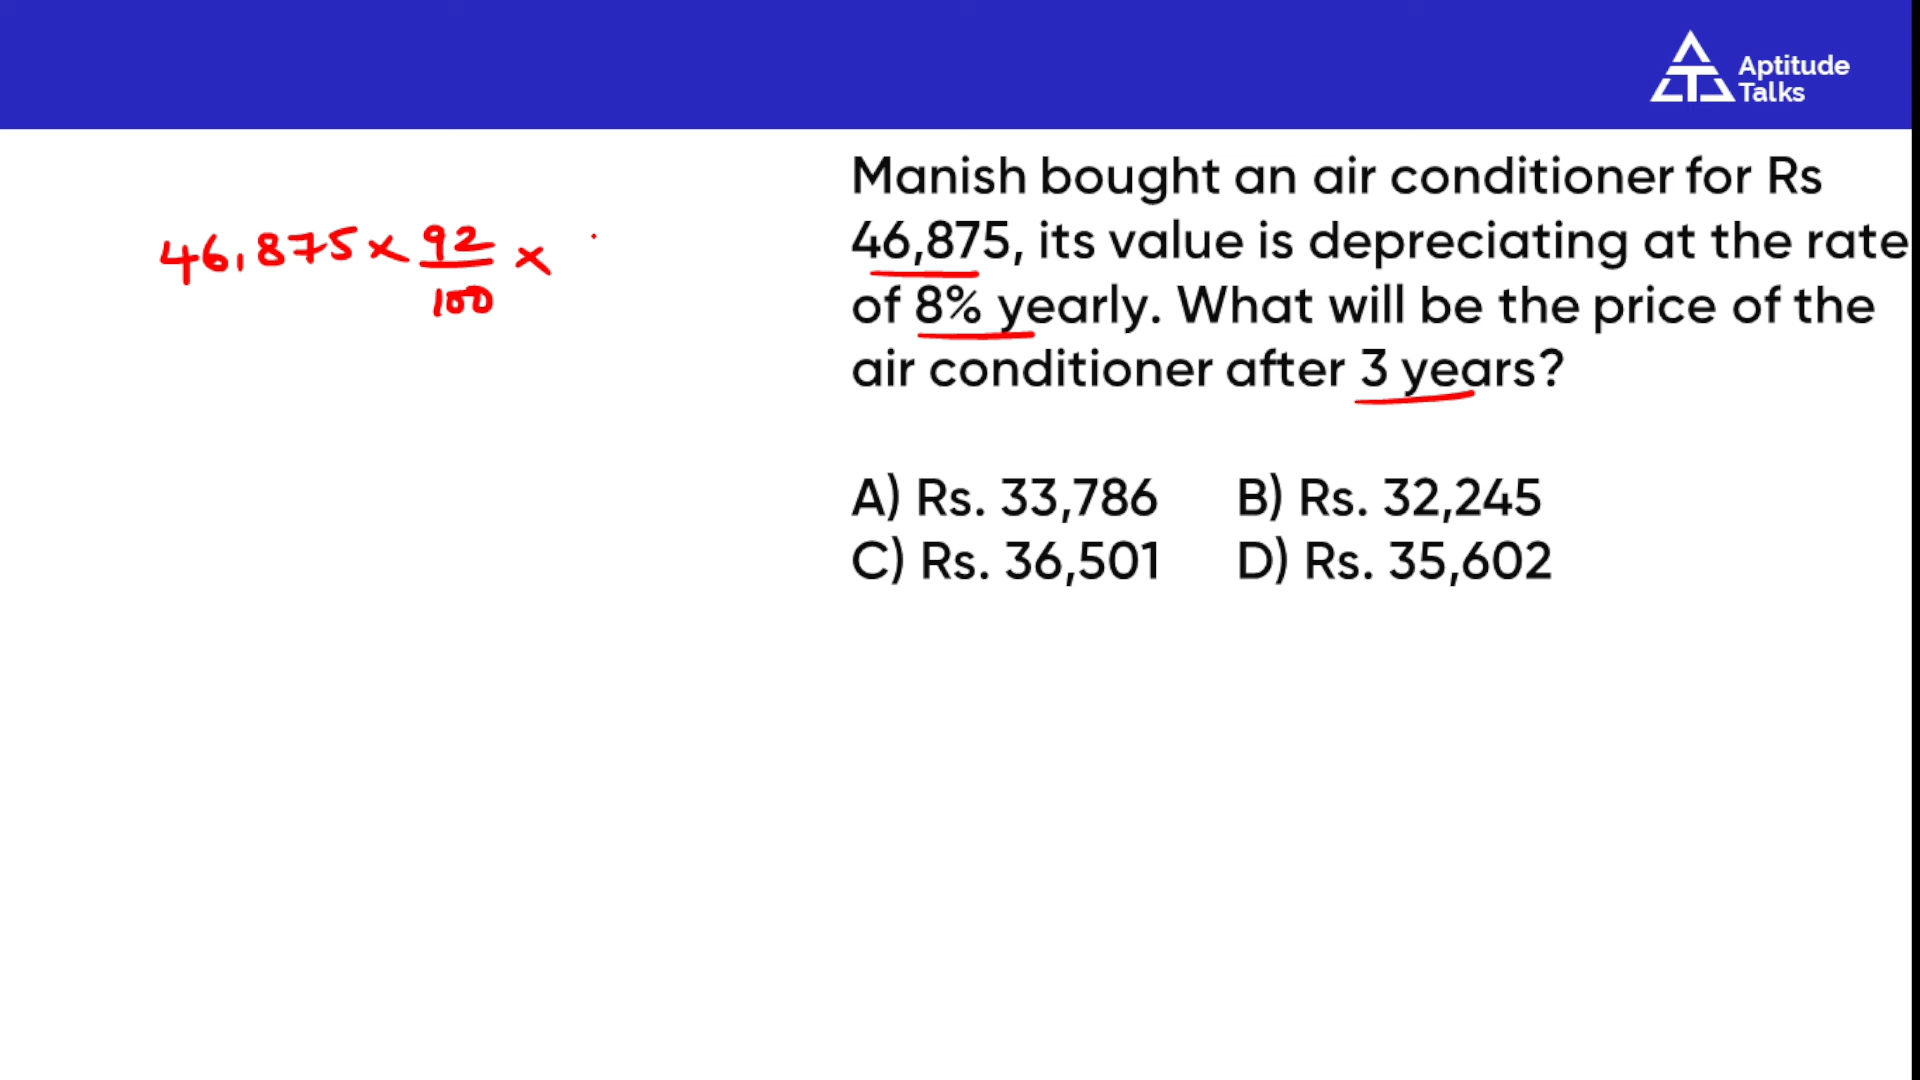 Aptitude
Talks
Manish bought an air conditioner for Rs
46,875, its value is depreciating at the rate
of 8% yearly. What will be the price of the
air conditioner after 3 years?
A) Rs. 33,786 B) Rs. 32,245
C) Rs. 36,501 D) Rs. 35,602
46,875 × 92/100 ×